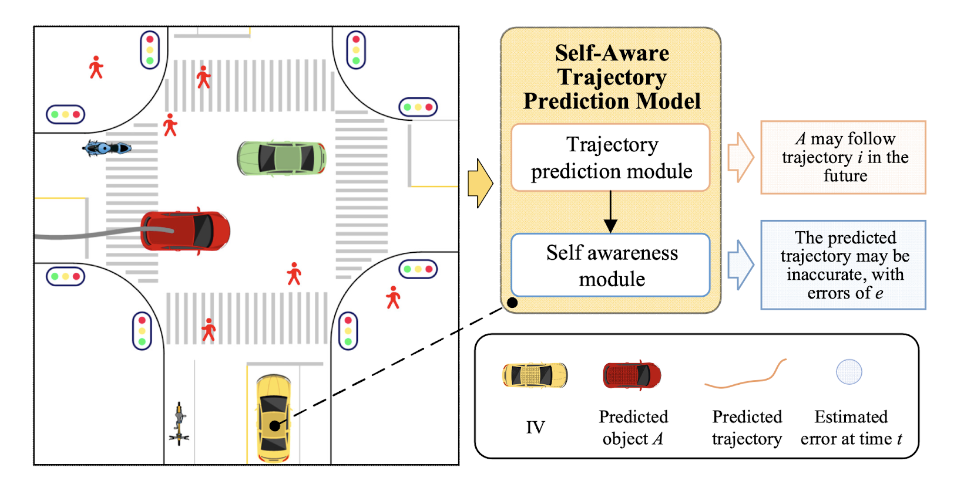 Self-Aware
Trajectory
Prediction Model
Trajectory
prediction module
Self awareness
module
A may follow
trajectory i in the
future
The predicted
trajectory may be
inaccurate, with
errors of e
IV
Predicted
object A
Predicted
trajectory
Estimated
error at time t